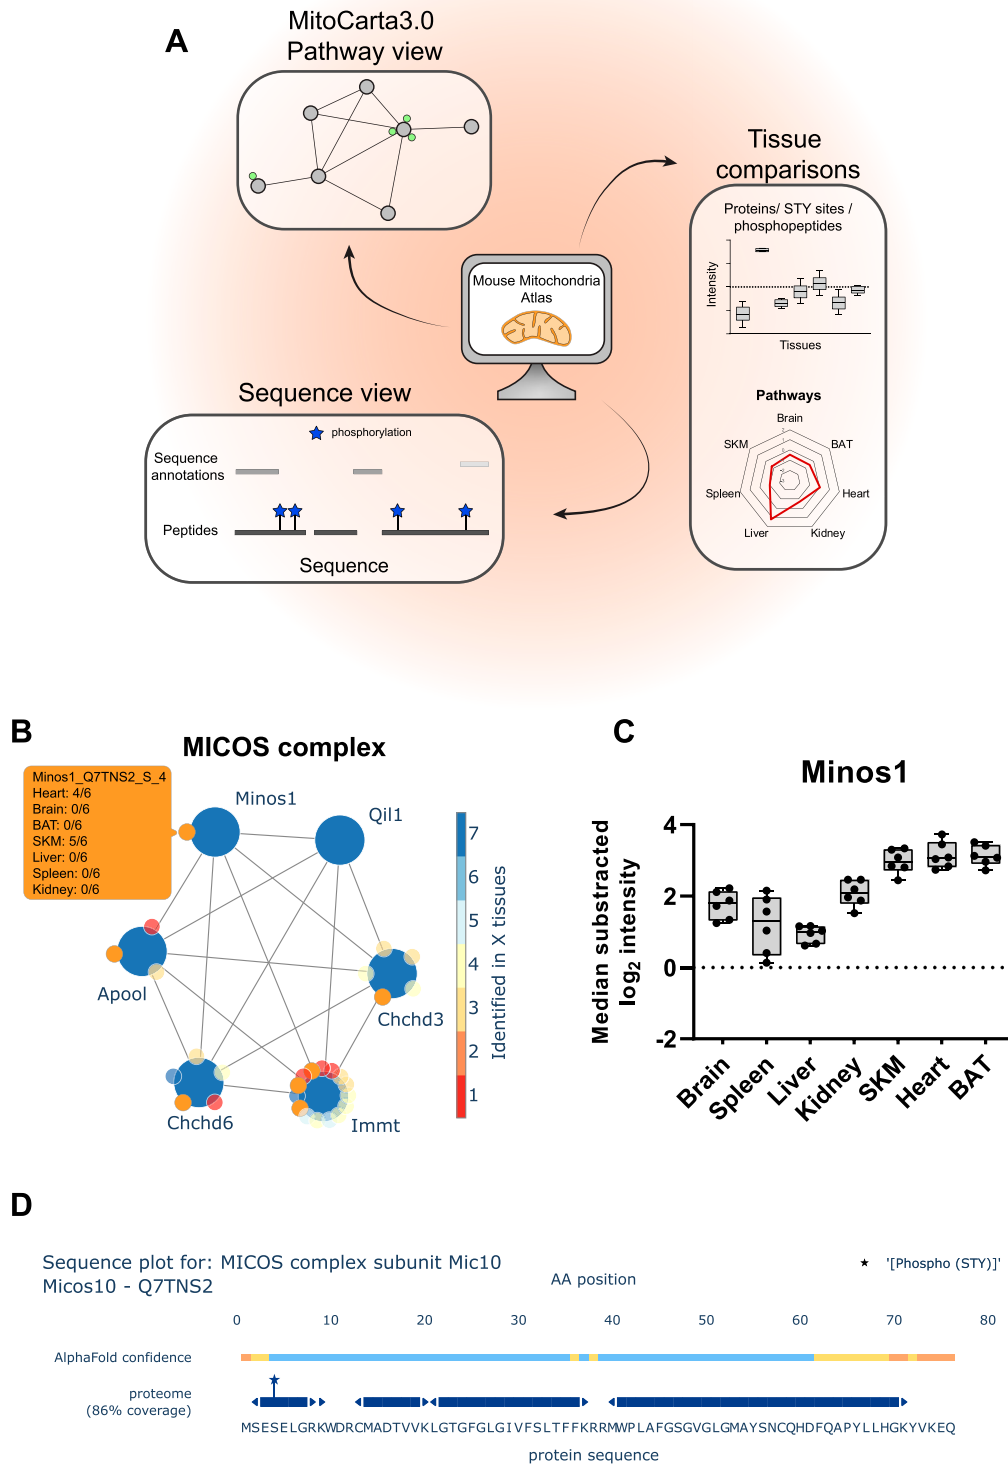 A
MitoCarta3.0
Pathway view
Tissue
comparisons
Proteins/ STY sites /
phosphopeptides
Intensity
Tissues
Mouse Mitochondria
Atlas
Sequence view
phosphorylation
Sequence
annotations
Peptides
Sequence
Pathways
Brain
SKM
BAT
Spleen
Heart
Liver
Kidney
B
MICOS complex
Minos1_Q7TNS2_S_4
Heart: 4/6
Brain: 0/6
BAT: 0/6
SKM: 5/6
Liver: 0/6
Spleen: 0/6
Kidney: 0/6
Minos1
Qil1
Apool
Chchd3
Chchd6
Immt
7
6
5
4
3
2
1
Identified in X tissues
C
Minos1
Median substracted
log2 intensity
4
2
0
-2
Brain
Spleen
Liver
Kidney
SKM
Heart
BAT
D
Sequence plot for: MICOS complex subunit Mic10
Micos10 - Q7TNS2
'[Phospho (STY)]'
AA position
0 10 20 30 40 50 60 70 80
AlphaFold confidence
proteome
(86% coverage)
MSESELGRKWDRCMADTVVKLGTGFGLGIVFSLTFFKRRMWPLAFGSGVGLGMAYSNCQHDFQAPYLLHGKYVKEQ
protein sequence